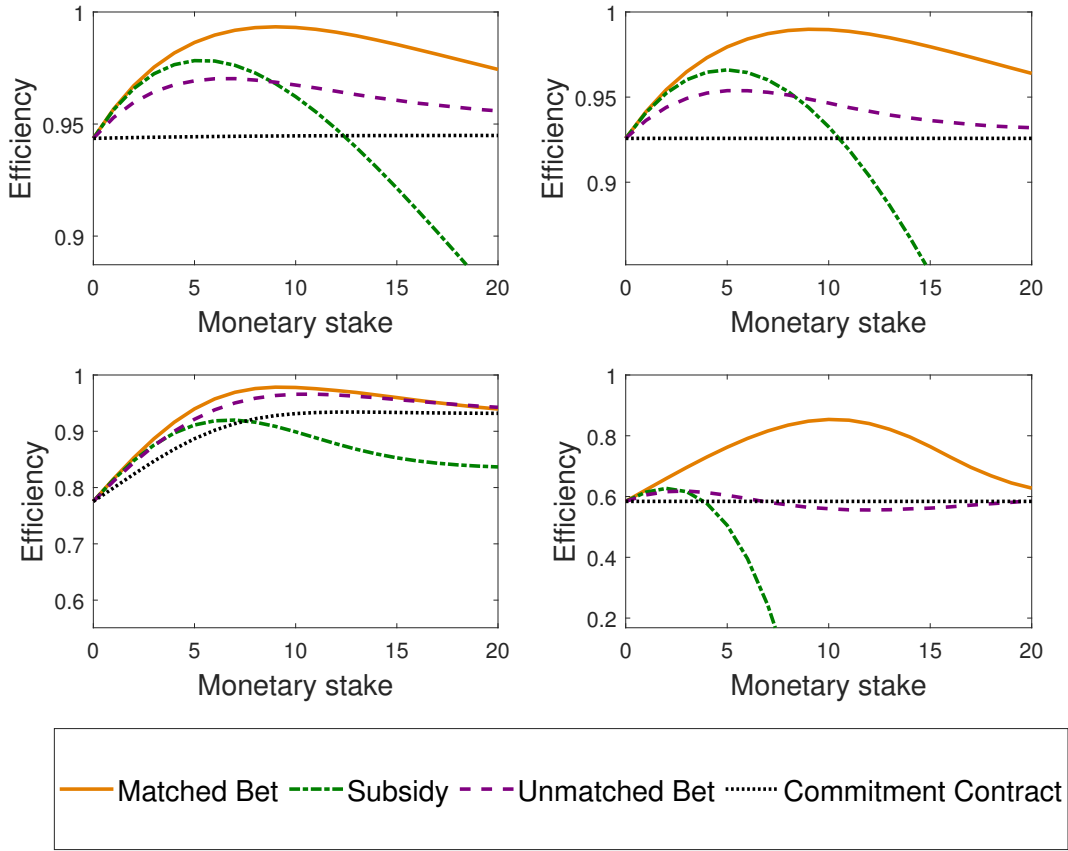 1
0.95
0.9
Efficiency
0 5 10 15 20
Monetary stake
1
0.95
0.9
Efficiency
0 5 10 15 20
Monetary stake
1
0.9
0.8
0.7
0.6
Efficiency
0 5 10 15 20
Monetary stake
1
0.8
0.6
0.4
0.2
Efficiency
0 5 10 15 20
Monetary stake
Matched Bet Subsidy Unmatched Bet Commitment Contract